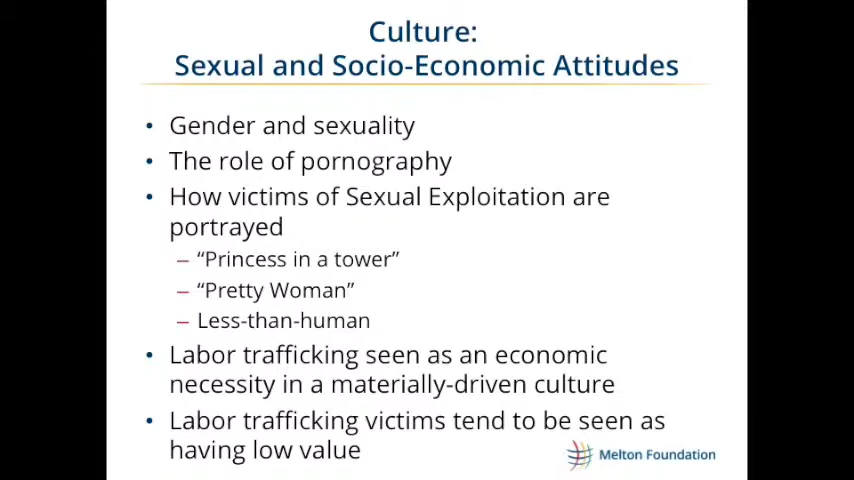 Culture:
Sexual and Socio-Economic Attitudes
• Gender and sexuality
• The role of pornography
• How victims of Sexual Exploitation are
portrayed
– “Princess in a tower”
– “Pretty Woman”
– Less-than-human
• Labor trafficking seen as an economic
necessity in a materially-driven culture
• Labor trafficking victims tend to be seen as
having low value
Melton Foundation